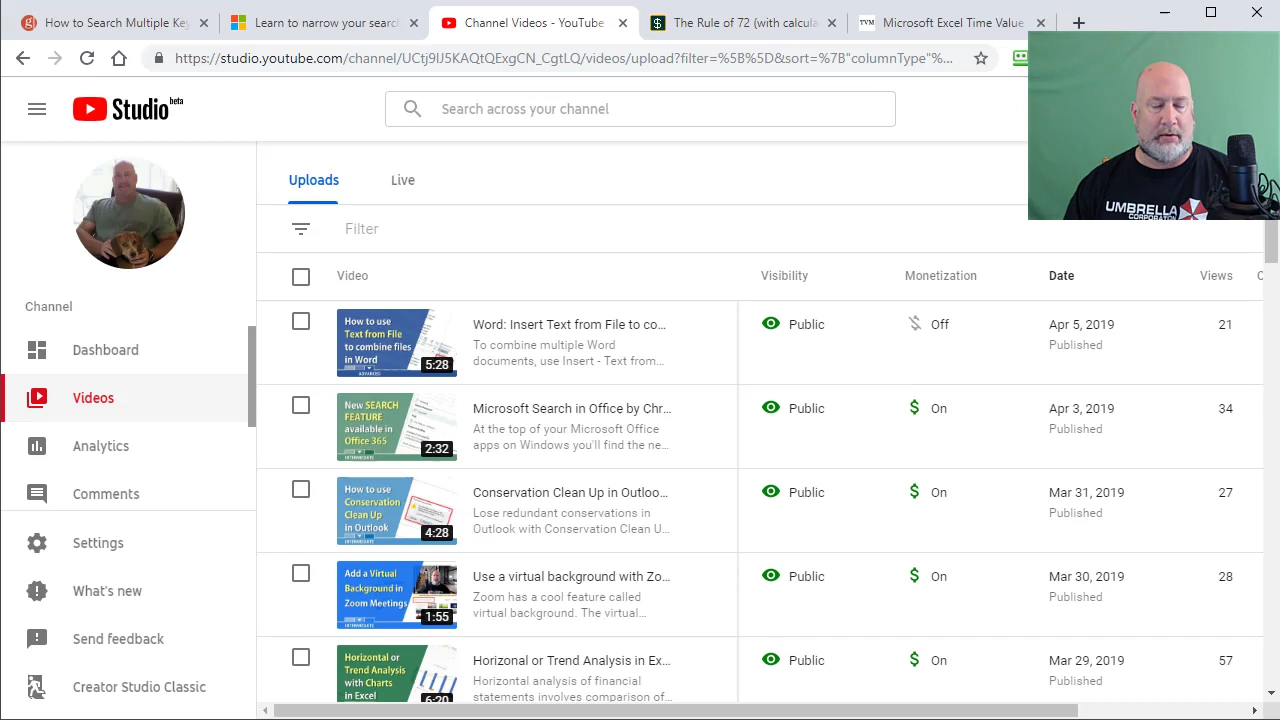 How to Search Multiple Key
Learn to narrow your searc
Channel Videos - YouTube
The Rule of 72 (with calcula
Microsoft Excel Time Value
https://studio.youtube.com/channel/UCtj9IJ5KAQtQExgCN_CgtLQ/videos/upload?filter=%5B%5D&sort=%7B"columnType"%...
Studio beta
Search across your channel
UMBRELLA
CORPORATON
Uploads
Live
Filter
Channel
Dashboard
Videos
Analytics
Comments
Settings
What's new
Send feedback
Creator Studio Classic
Video
Visibility
Monetization
Date
Views
C
How to use
Text from File
to combine files
in Word
ADVANCED
5:28
Word: Insert Text from File to co...
To combine multiple Word
documents, use Insert - Text from...
Public
Off
Apr 5, 2019
Published
21
New SEARCH
FEATURE
available in
Office 365
INTERMEDIATE
2:32
Microsoft Search in Office by Chr...
At the top of your Microsoft Office
apps on Windows you'll find the ne...
Public
On
Apr 3, 2019
Published
34
How to use
Conservation
Clean Up
in Outlook
INTERMEDIATE
4:28
Conservation Clean Up in Outloo...
Lose redundant conservations in
Outlook with Conservation Clean U...
Public
On
Mar 31, 2019
Published
27
Add a Virtual
Background in
Zoom Meetings
INTERMEDIATE
1:55
Use a virtual background with Zo...
Zoom has a cool feature called
virtual background. The virtual...
Public
On
Mar 30, 2019
Published
28
Horizontal or
Trend Analysis
with Charts
in Excel
6:20
Horizonal or Trend Analysis in Ex...
Horizontal analysis of financial
statements involves comparison of...
Public
On
Mar 29, 2019
Published
57